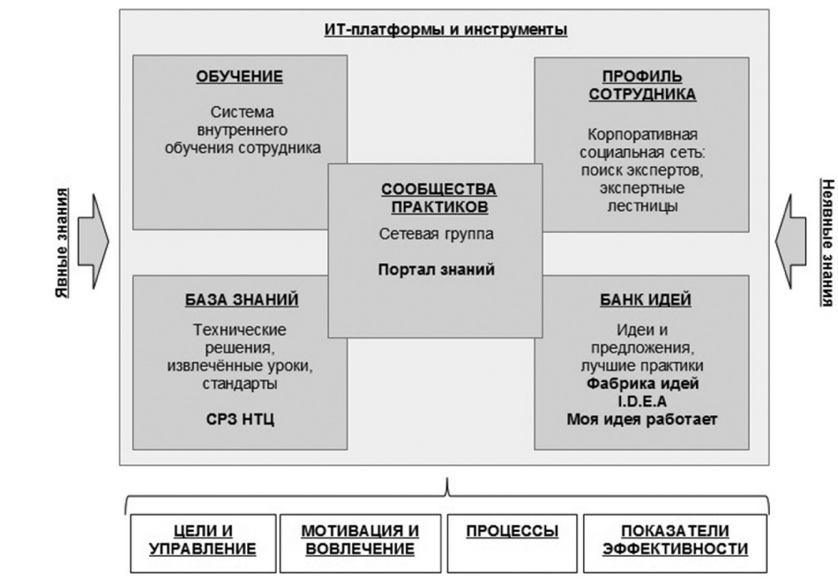 ИТ-платформы и инструменты
ОБУЧЕНИЕ
Система
внутреннего
обучения сотрудника
ПРОФИЛЬ
СОТРУДНИКА
Корпоративная
социальная сеть:
поиск экспертов,
экспертные
лестницы
СООБЩЕСТВА
ПРАКТИКОВ
Сетевая группа
Портал знаний
Явные знания
Неявные знания
БАЗА ЗНАНИЙ
Технические
решения,
извлечённые уроки,
стандарты
СРЗ НТЦ
БАНК ИДЕЙ
Идеи и
предложения,
лучшие практики
Фабрика идей
I.D.E.A
Моя идея работает
ЦЕЛИ И
УПРАВЛЕНИЕ
МОТИВАЦИЯ И
ВОВЛЕЧЕНИЕ
ПРОЦЕССЫ
ПОКАЗАТЕЛИ
ЭФФЕКТИВНОСТИ